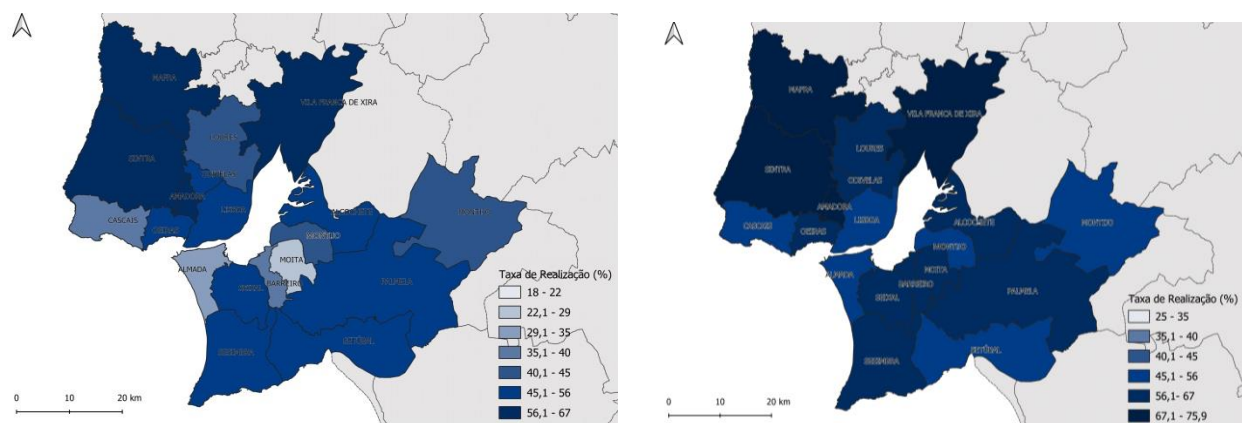 MAFRA
VILA FRANCA DE XIRA
LOURES
SINTRA
ODIVELAS
AMADORA
LISBOA
CASCAIS
OEIRAS
ALCOCHETE
MONTIJO
MONTIJO
MOITA
ALMADA
BARREIRO
SEIXAL
PALMELA
SETÚBAL
SESIMBRA
Taxa de Realização (%)
18 - 22
22,1 - 29
29,1 - 35
35,1 - 40
40,1 - 45
45,1 - 56
56,1 - 67
0 10 20 km
MAFRA
VILA FRANCA DE XIRA
LOURES
SINTRA
ODIVELAS
AMADORA
LISBOA
CASCAIS
OEIRAS
ALCOCHETE
MONTIJO
MONTIJO
MOITA
ALMADA
BARREIRO
SEIXAL
PALMELA
SETÚBAL
SESIMBRA
Taxa de Realização (%)
25 - 35
35,1 - 40
40,1 - 45
45,1 - 56
56,1- 67
67,1 - 75,9
0 10 20 km